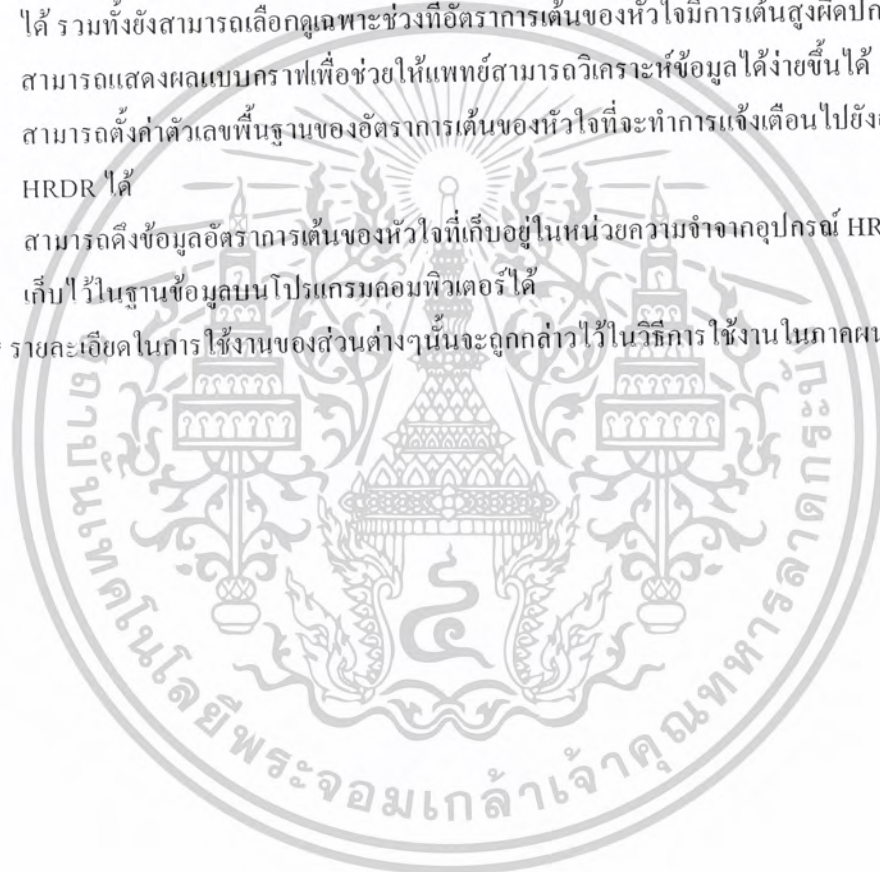 ได้ รวมทั้งยังสามารถเลือกดูเฉพาะช่วงที่อัตราการเต้นของหัวใจมีการเต้นสูงผิดปก
สามารถแสดงผลแบบกราฟเพื่อช่วยให้แพทย์สามารถวิเคราะห์ข้อมูลได้ง่ายขึ้นได้
สามารถตั้งค่าตัวเลขพื้นฐานของอัตราการเต้นของหัวใจที่จะทำการแจ้งเตือนไปยัง
HRDR ได้
สามารถดึงข้อมูลอัตราการเต้นของหัวใจที่เก็บอยู่ในหน่วยความจำจากอุปกรณ์ HR
เก็บไว้ในฐานข้อมูลบนโปรแกรมคอมพิวเตอร์ได้
รายละเอียดในการใช้งานของส่วนต่างๆนั้นจะถูกกล่าวไว้ในวิธีการใช้งานในภาคผน
สถาบันเทคโนโลยีพระจอมเกล้าเจ้าคุณทหารลาดกระบัง